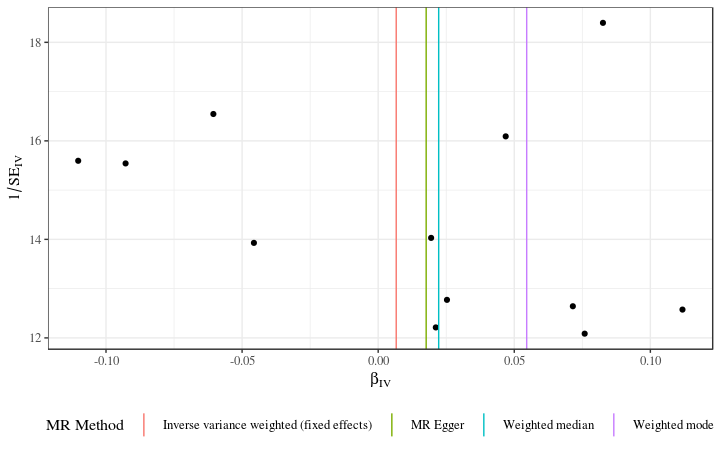 18
16
14
12
1/SE_IV
-0.10 -0.05 0.00 0.05 0.10
β_IV
MR Method Inverse variance weighted (fixed effects) MR Egger Weighted median Weighted mode